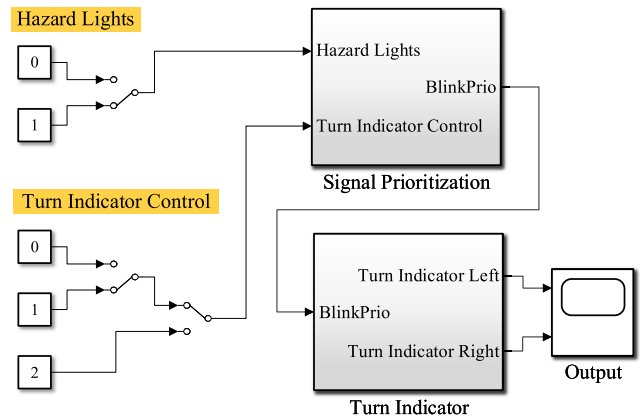 Hazard Lights
0
1
Hazard Lights
BlinkPrio
Turn Indicator Control
Signal Prioritization
Turn Indicator Control
0
1
2
Turn Indicator Left
BlinkPrio
Turn Indicator Right
Turn Indicator
Output